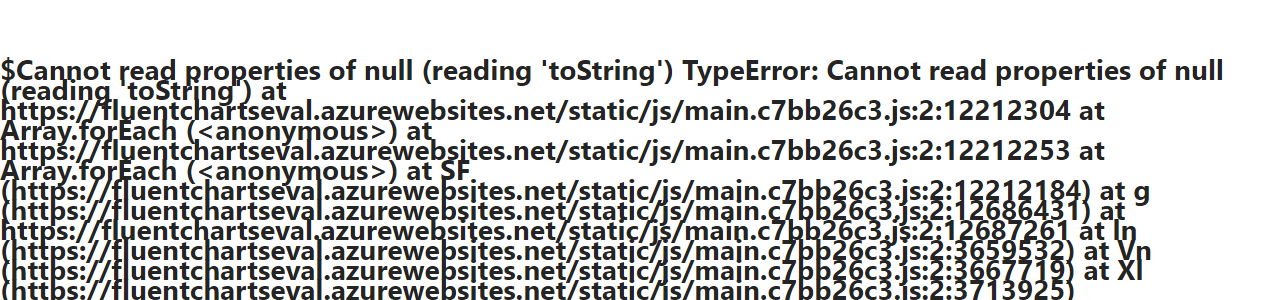 $Cannot read properties of null (reading 'toString') TypeError: Cannot read properties of null
(reading 'toString') at
https://fluentchartseval.azurewebsites.net/static/js/main.c7bb26c3.js:2:12212304 at
Array.forEach (<anonymous>) at
https://fluentchartseval.azurewebsites.net/static/js/main.c7bb26c3.js:2:12212253 at
Array.forEach (<anonymous>) at SF
(https://fluentchartseval.azurewebsites.net/static/js/main.c7bb26c3.js:2:12212184) at g
(https://fluentchartseval.azurewebsites.net/static/js/main.c7bb26c3.js:2:12686431) at
https://fluentchartseval.azurewebsites.net/static/js/main.c7bb26c3.js:2:12687261 at ln
(https://fluentchartseval.azurewebsites.net/static/js/main.c7bb26c3.js:2:3659532) at Vn
(https://fluentchartseval.azurewebsites.net/static/js/main.c7bb26c3.js:2:3667719) at Xl
(https://fluentchartseval.azurewebsites.net/static/js/main.c7bb26c3.js:2:3713925)